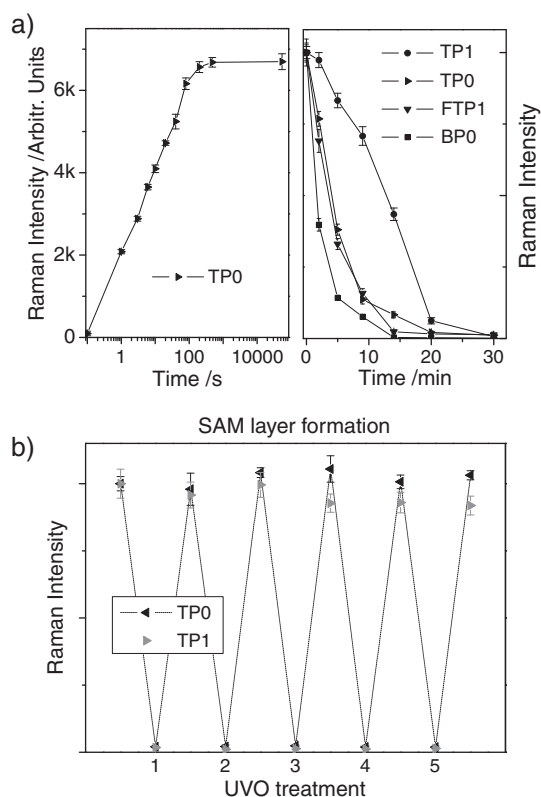 a)
Raman Intensity /Arbitr. Units
6k
4k
2k
0
TP0
1
100
10000
Time /s
TP1
TP0
FTP1
BP0
0
10
20
30
Time /min
Raman Intensity
b)
SAM layer formation
Raman Intensity
TP0
TP1
1
2
3
4
5
UVO treatment